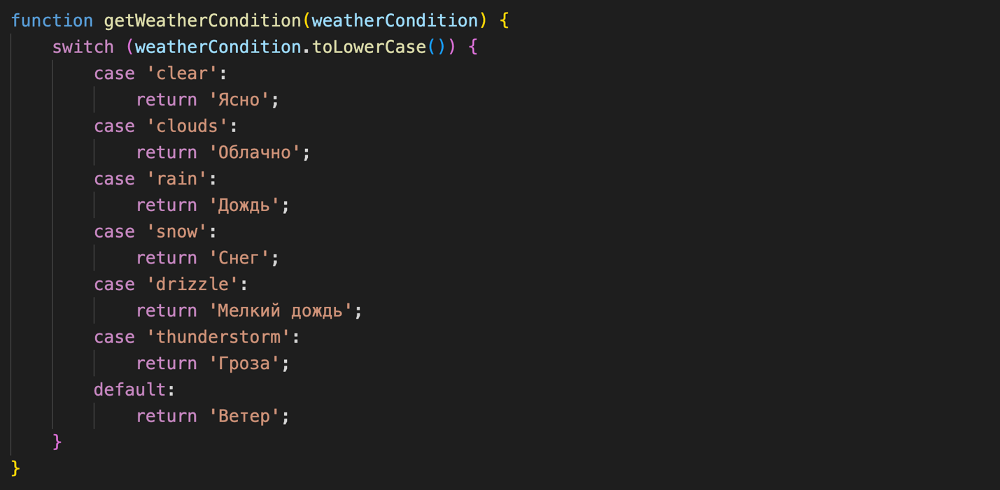 function getWeatherCondition(weatherCondition) {
    switch (weatherCondition.toLowerCase()) {
        case 'clear':
            return 'Ясно';
        case 'clouds':
            return 'Облачно';
        case 'rain':
            return 'Дождь';
        case 'snow':
            return 'Снег';
        case 'drizzle':
            return 'Мелкий дождь';
        case 'thunderstorm':
            return 'Гроза';
        default:
            return 'Ветер';
    }
}